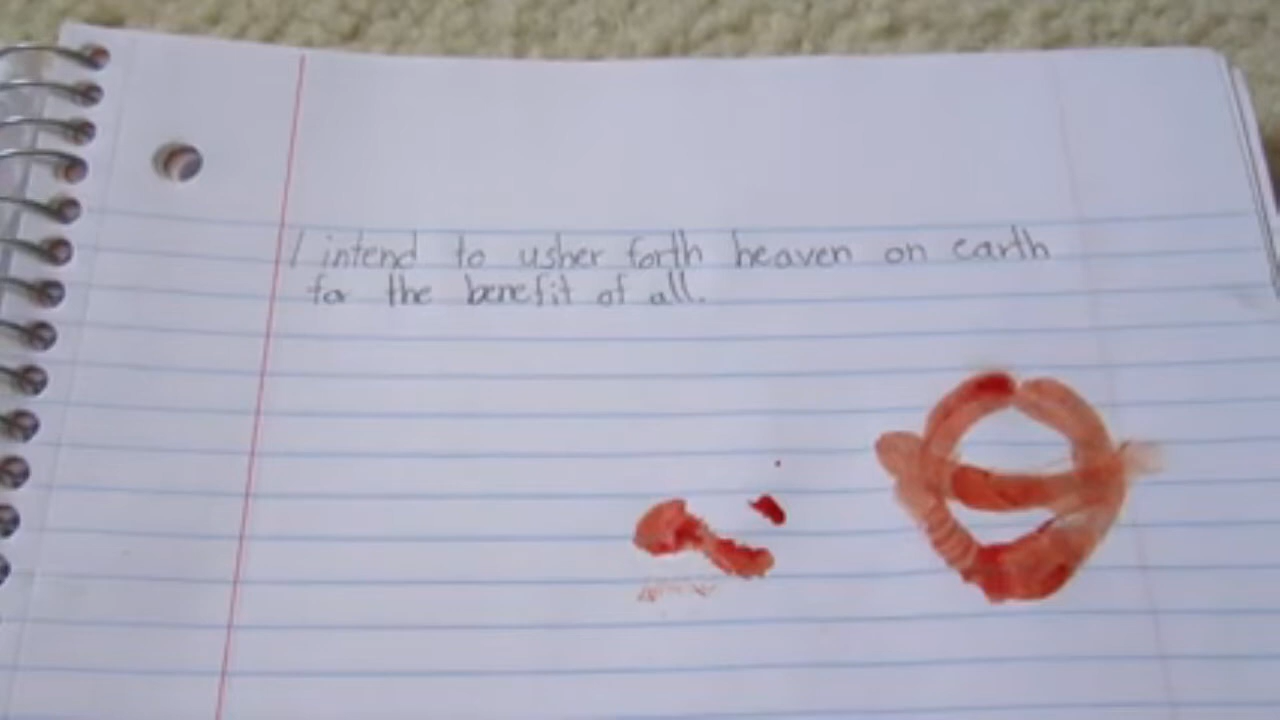 I intend to usher forth heaven on earth
for the benefit of all.